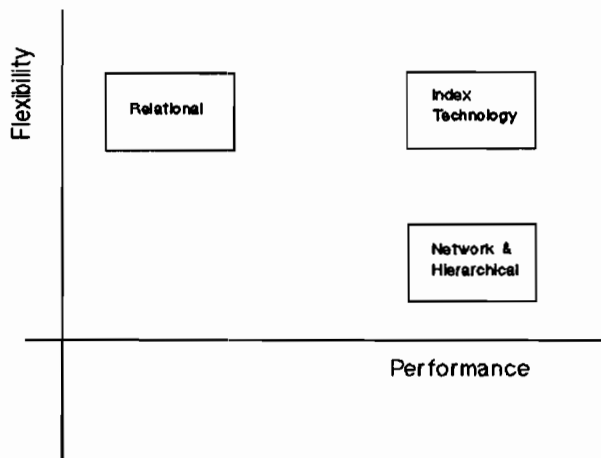 Flexibility
Relational
Index
Technology
Network &
Hierarchical
Performance